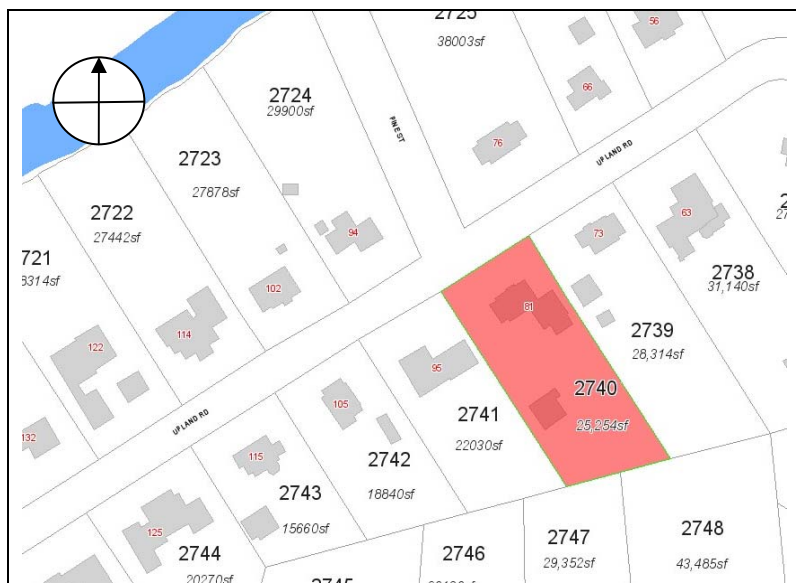 2725
38003sf
56
66
76
PINE ST
UPLAND RD
2724
29900sf
2723
27878sf
2722
27442sf
94
102
114
122
132
73
63
2738
31,140sf
2739
28,314sf
81
2740
25,254sf
95
2741
22030sf
105
2742
18840sf
UPLAND RD
115
2743
15660sf
125
2744
20270sf
2746
2747
29,352sf
2748
43,485sf
2745